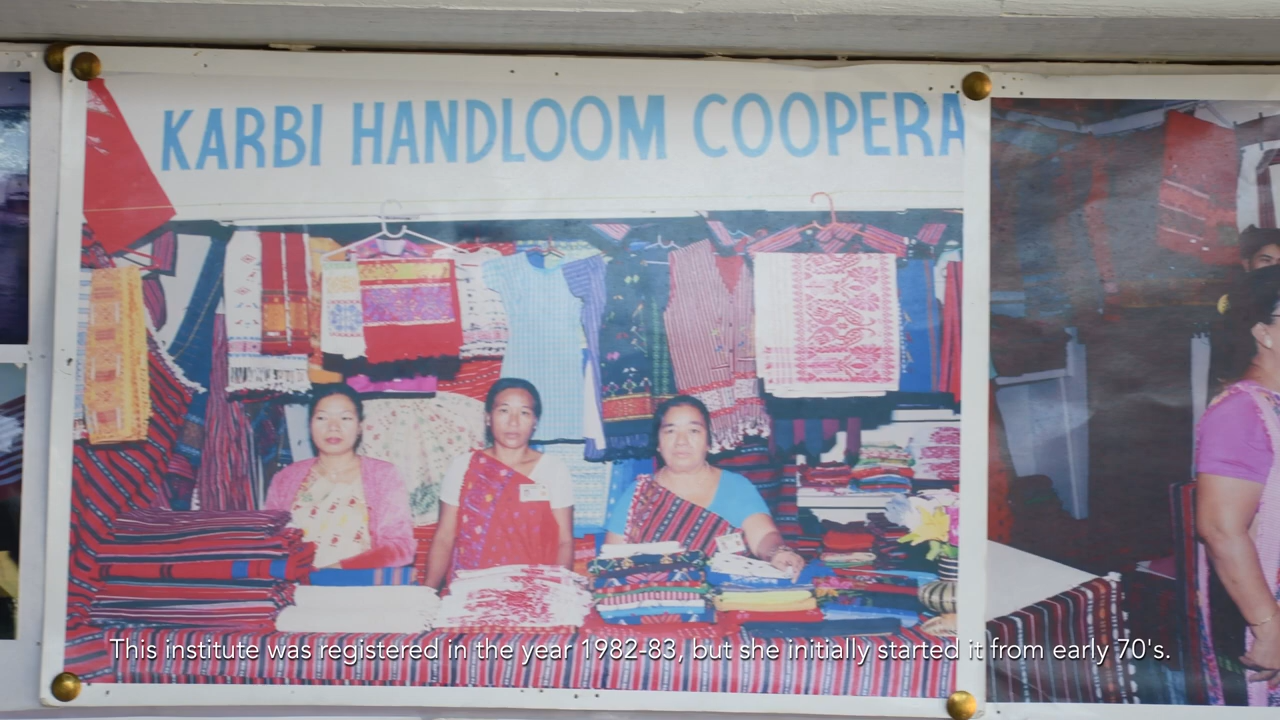 KARBI HANDLOOM COOPERA
This institute was registered in the year 1982-83, but she initially started it from early 70's.